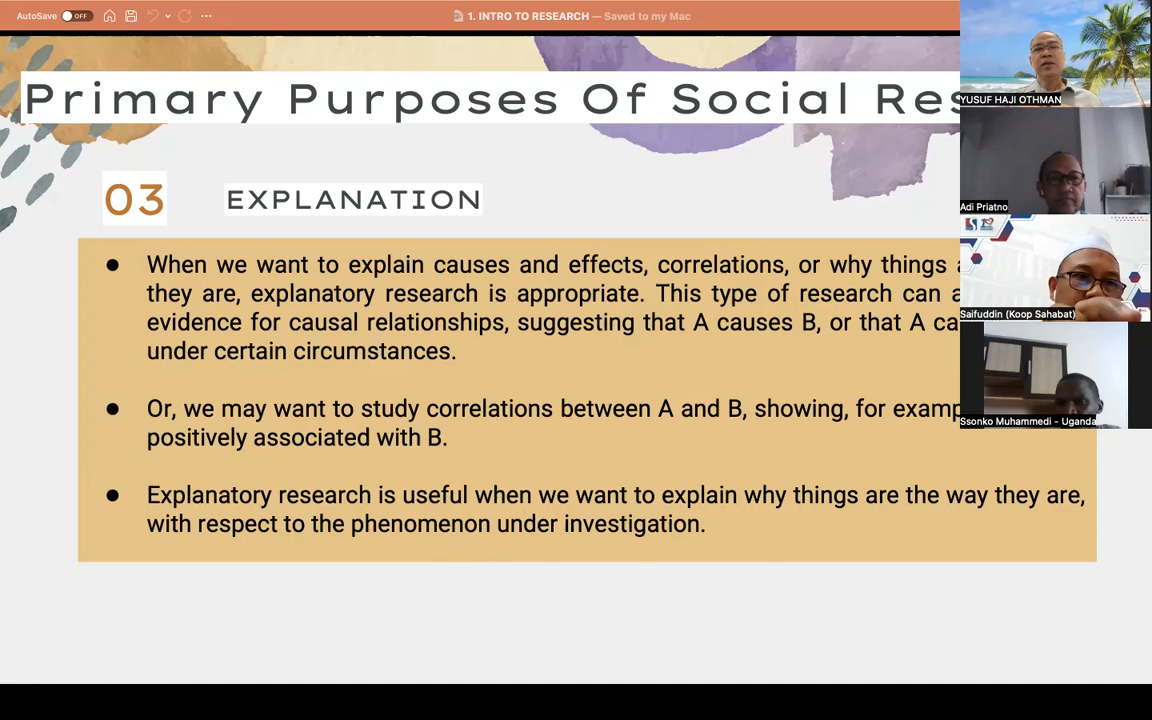 AutoSave OFF
1. INTRO TO RESEARCH — Saved to my Mac
Primary Purposes Of Social Res
03 EXPLANATION
● When we want to explain causes and effects, correlations, or why things
they are, explanatory research is appropriate. This type of research can
evidence for causal relationships, suggesting that A causes B, or that A
under certain circumstances.
● Or, we may want to study correlations between A and B, showing, for
positively associated with B.
● Explanatory research is useful when we want to explain why things are the way they are,
with respect to the phenomenon under investigation.
YUSUF HAJI OTHMAN
Adi Priatno
Saifuddin (Koop Sahabat)
Ssonko Muhammedi - Uganda